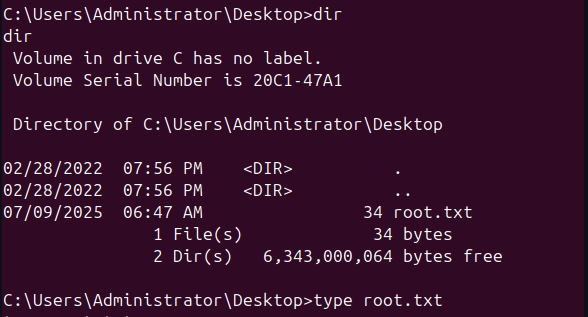 C:\Users\Administrator\Desktop>dir
dir
 Volume in drive C has no label.
 Volume Serial Number is 20C1-47A1
 Directory of C:\Users\Administrator\Desktop
02/28/2022  07:56 PM    <DIR>          .
02/28/2022  07:56 PM    <DIR>          ..
07/09/2025  06:47 AM                34 root.txt
               1 File(s)             34 bytes
               2 Dir(s)   6,343,000,064 bytes free
C:\Users\Administrator\Desktop>type root.txt